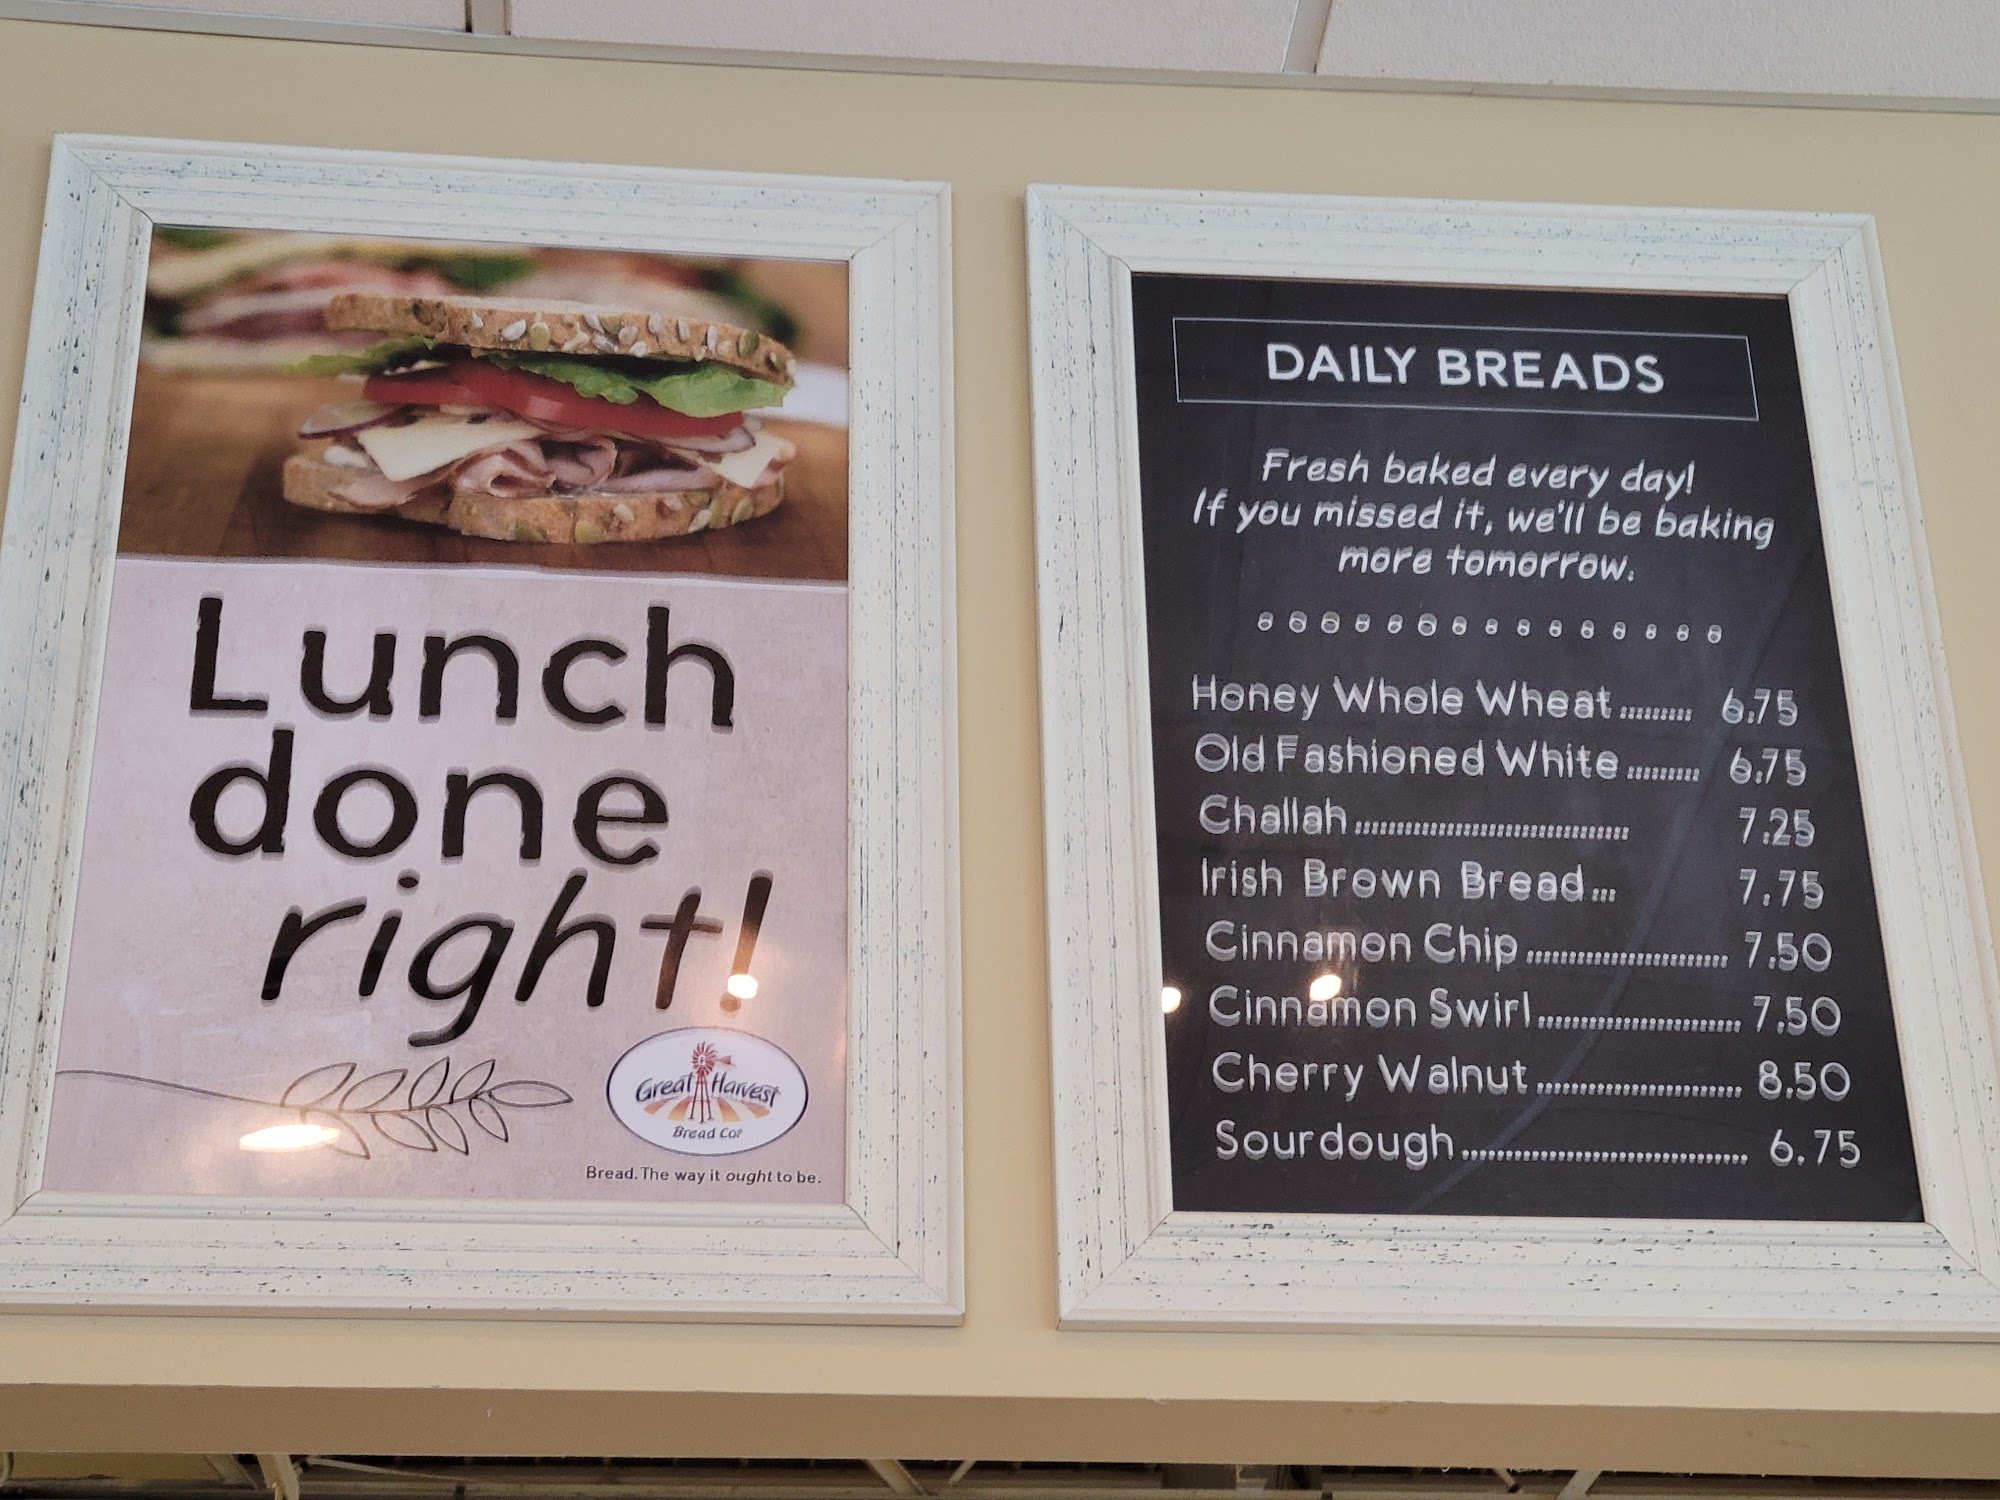 Lunch
done
right!
Great Harvest
Bread Co.
Bread. The way it ought to be.
DAILY BREADS
Fresh baked every day!
If you missed it, we'll be baking
more tomorrow.
Honey Whole Wheat ......... 6.75
Old Fashioned White ......... 6.75
Challah .................................. 7.25
Irish Brown Bread ... 7.75
Cinnamon Chip ......................... 7.50
Cinnamon Swirl ......................... 7.50
Cherry Walnut ......................... 8.50
Sourdough ................................... 6.75